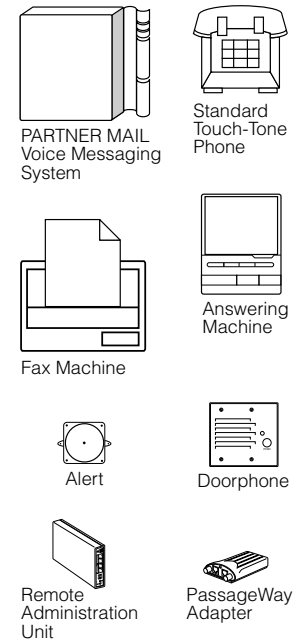 PARTNER MAIL
Voice Messaging
System
Standard
Touch-Tone
Phone
Fax Machine
Answering
Machine
Alert
Doorphone
Remote
Administration
Unit
PassageWay
Adapter